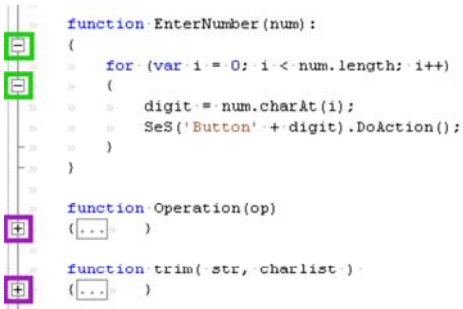 function EnterNumber(num):
{
for (var i = 0; i < num.length; i++)
{
digit = num.charAt(i);
SeS('Button' + digit).DoAction();
}
}
function Operation(op)
{... }
function trim( str, charlist )
{... }